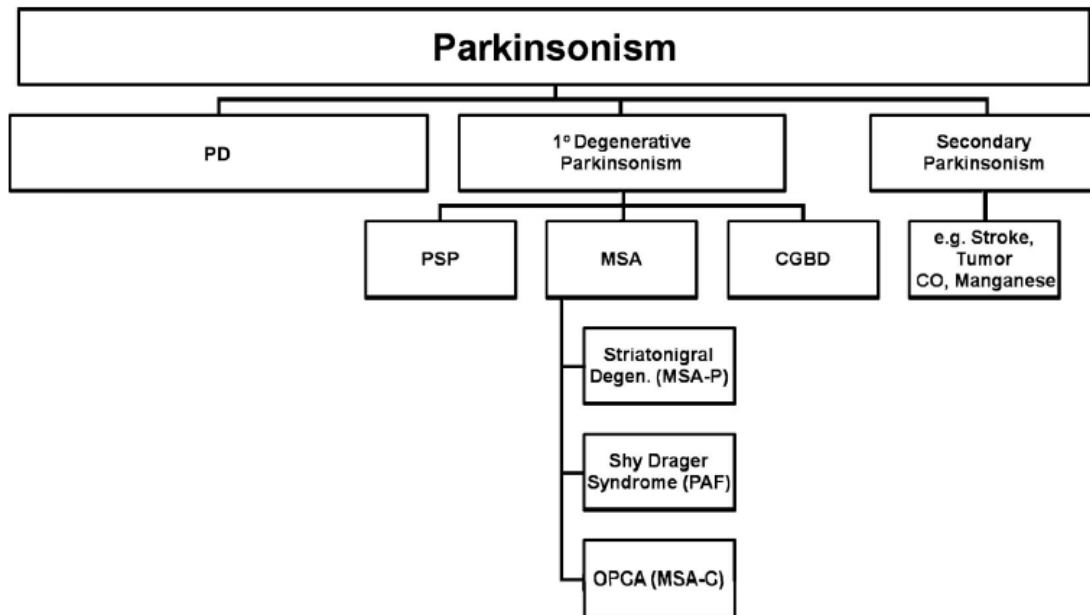 Parkinsonism
PD
1º Degenerative
Parkinsonism
Secondary
Parkinsonism
PSP
MSA
CGBD
e.g. Stroke,
Tumor
CO, Manganese
Striatonigral
Degen. (MSA-P)
Shy Drager
Syndrome (PAF)
OPCA (MSA-C)